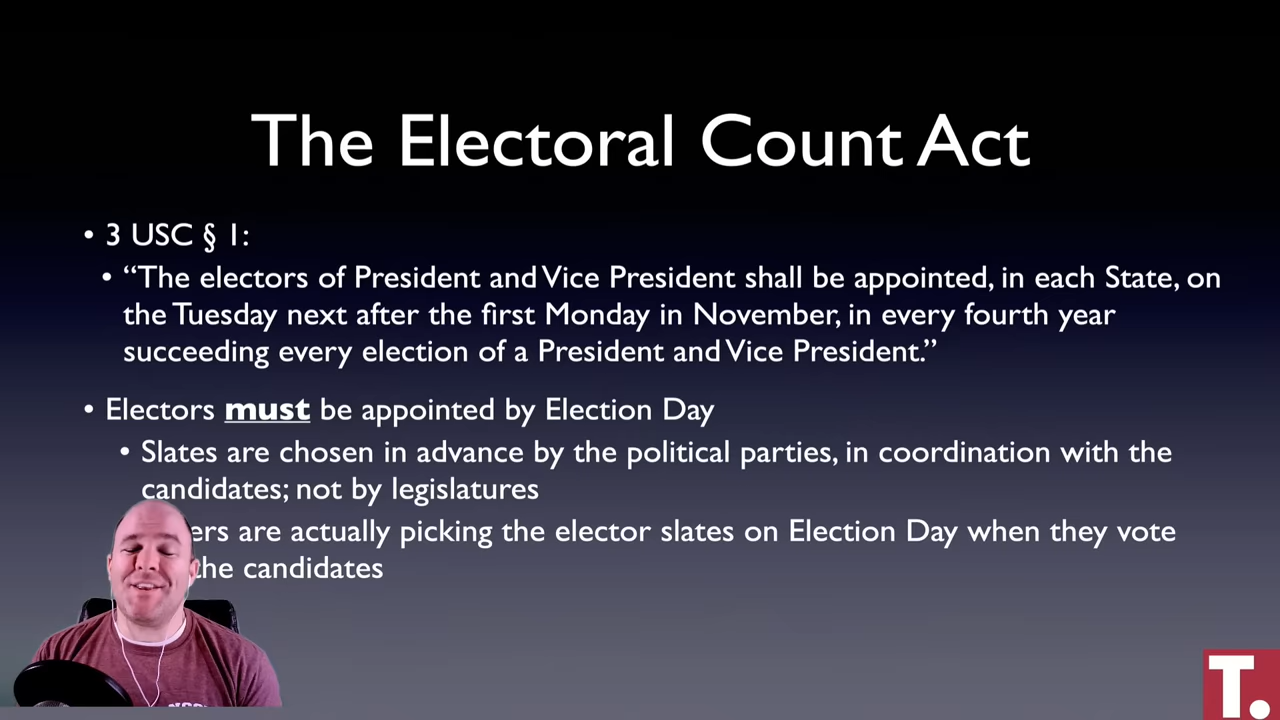 The Electoral Count Act
• 3 USC § 1:
• “The electors of President and Vice President shall be appointed, in each State, on
the Tuesday next after the first Monday in November, in every fourth year
succeeding every election of a President and Vice President.”
• Electors must be appointed by Election Day
• Slates are chosen in advance by the political parties, in coordination with the
candidates; not by legislatures
are actually picking the elector slates on Election Day when they vote
the candidates
T.